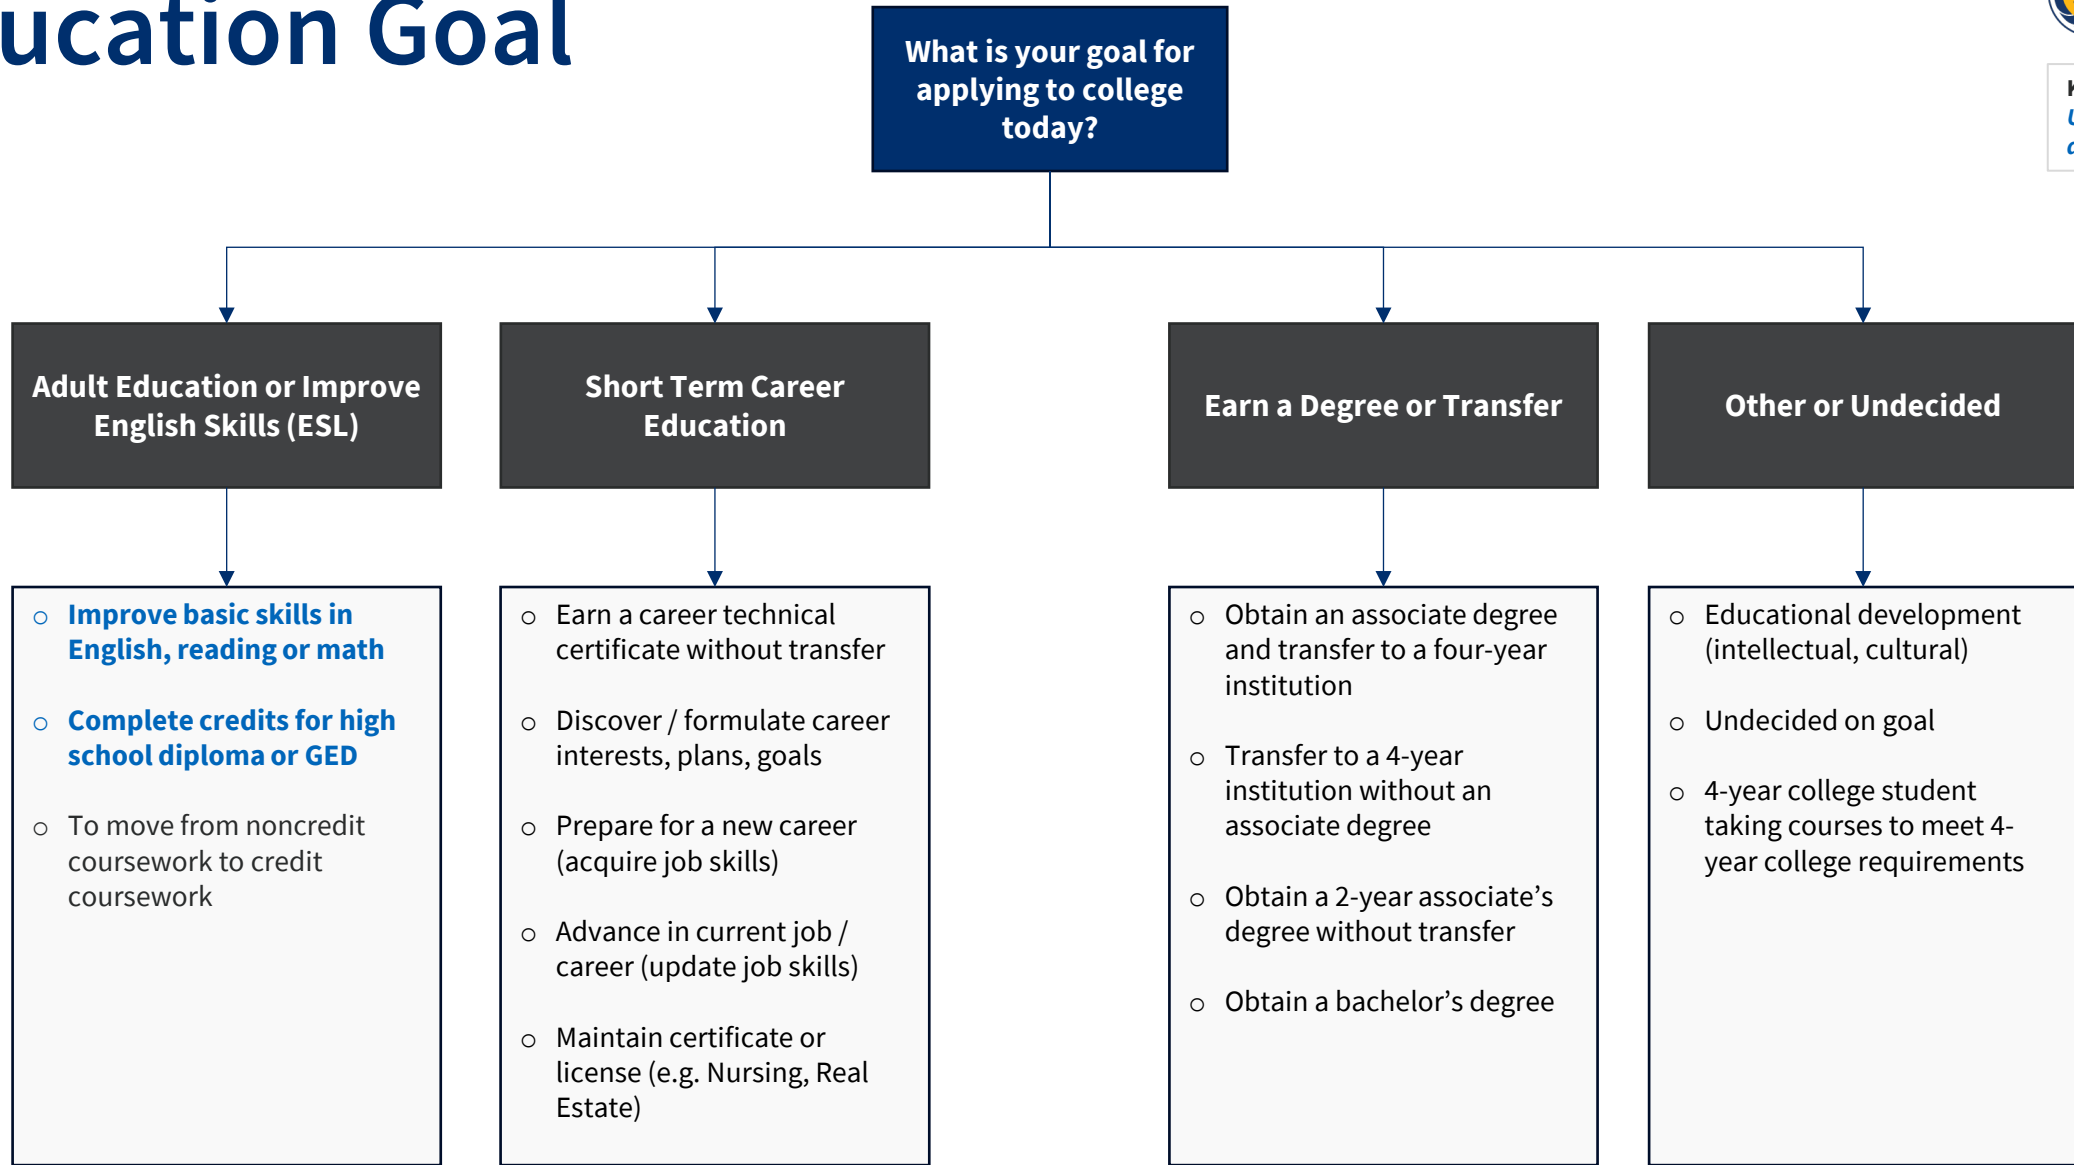 ucation Goal
What is your goal for
applying to college
today?
Adult Education or Improve
English Skills (ESL)
Short Term Career
Education
Earn a Degree or Transfer
Other or Undecided
○ Improve basic skills in
English, reading or math
○ Complete credits for high
school diploma or GED
○ To move from noncredit
coursework to credit
coursework
○ Earn a career technical
certificate without transfer
○ Discover / formulate career
interests, plans, goals
○ Prepare for a new career
(acquire job skills)
○ Advance in current job /
career (update job skills)
○ Maintain certificate or
license (e.g. Nursing, Real
Estate)
○ Obtain an associate degree
and transfer to a four-year
institution
○ Transfer to a 4-year
institution without an
associate degree
○ Obtain a 2-year associate’s
degree without transfer
○ Obtain a bachelor’s degree
○ Educational development
(intellectual, cultural)
○ Undecided on goal
○ 4-year college student
taking courses to meet 4-
year college requirements